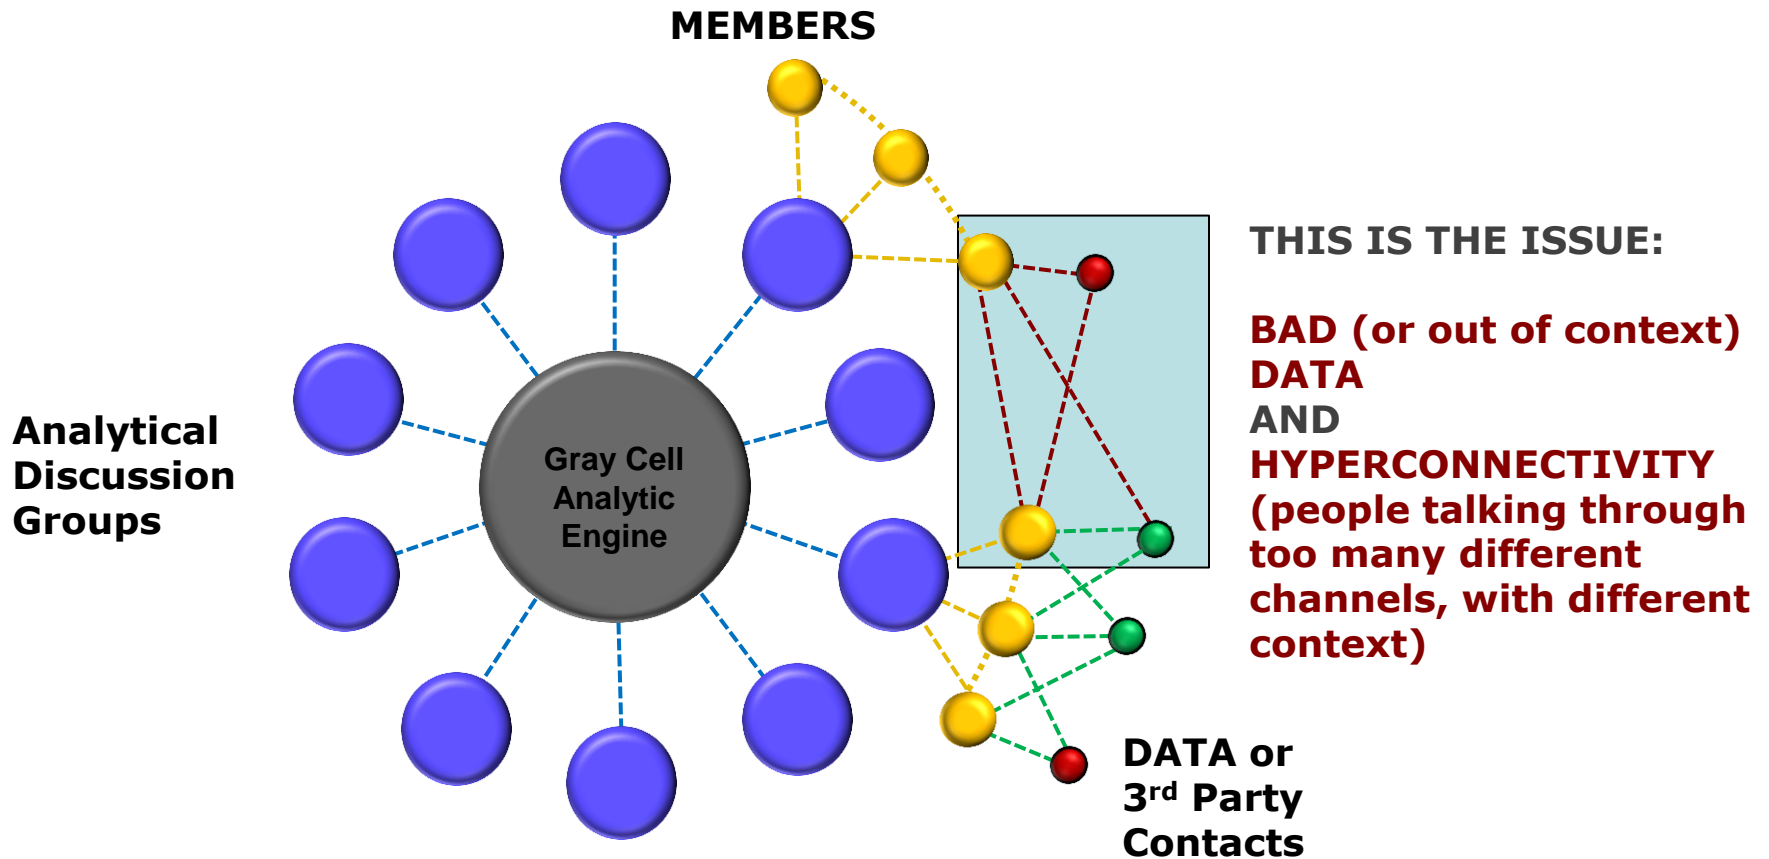 MEMBERS
THIS IS THE ISSUE:
BAD (or out of context)
DATA
AND
HYPERCONNECTIVITY
(people talking through
too many different
channels, with different
context)
Analytical
Discussion
Groups
Gray Cell
Analytic
Engine
DATA or
3rd Party
Contacts